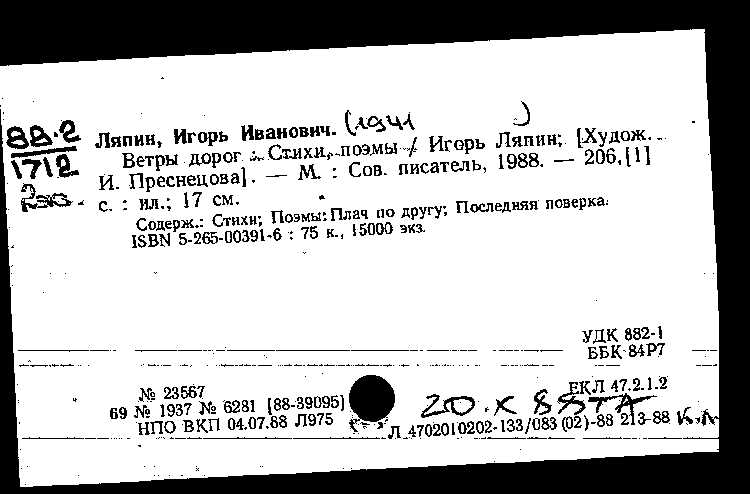 88.2
1712
2
Ляпин, Игорь Иванович. (1941 )
Ветры дорог : Стихи, поэмы / Игорь Ляпин; [Худож.
И. Преснецова]. — М. : Сов. писатель, 1988. — 206,[1]
с. : ил.; 17 см.
Содерж.: Стихи; Поэмы: Плач по другу; Последняя поверка.
ISBN 5-265-00391-6 : 75 к., 15000 экз.
УДК 882-1
ББК 84Р7
№ 23567
69 № 1937 № 6281 [88-39095]
НПО ВКП 04.07.88 Л975
ЕКЛ 47.2.1.2
20.X 88
Л 4702010202-133/083 (02)-88 213-88